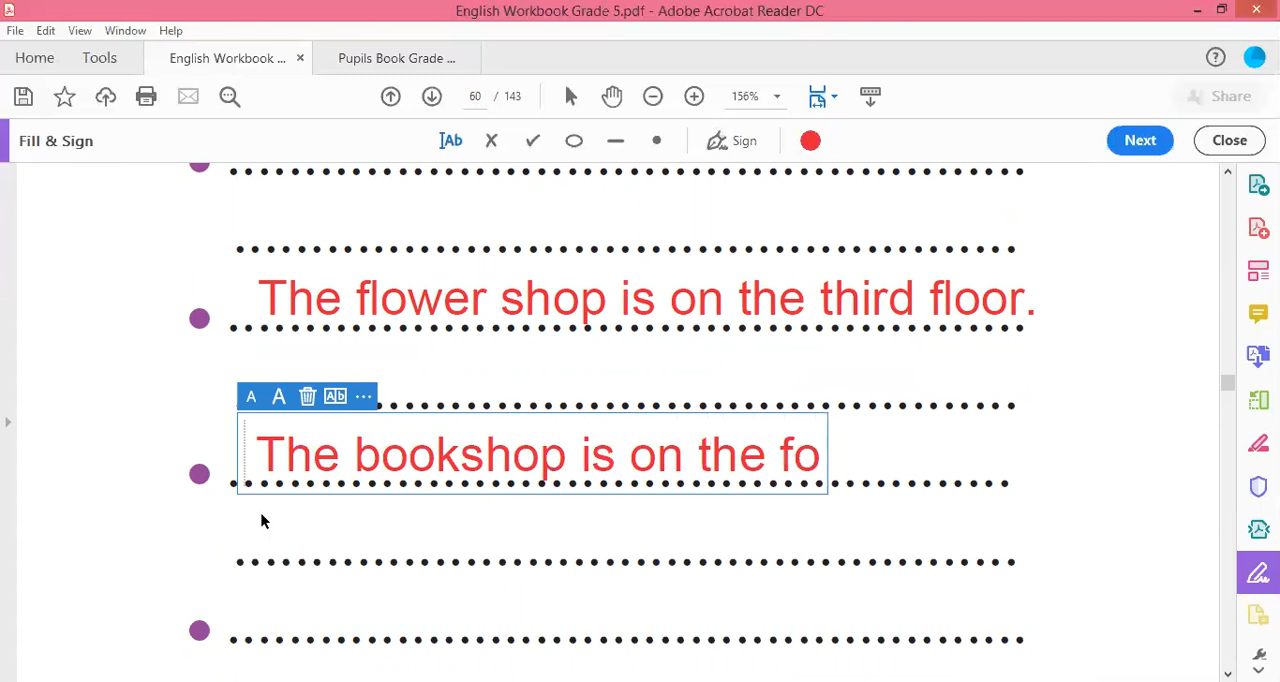 English Workbook Grade 5.pdf - Adobe Acrobat Reader DC
File Edit View Window Help
Home Tools English Workbook ... × Pupils Book Grade ...
60 / 143 156% Share
Fill & Sign Ab Sign Next Close
The flower shop is on the third floor.
A A Ab ...
The bookshop is on the fo